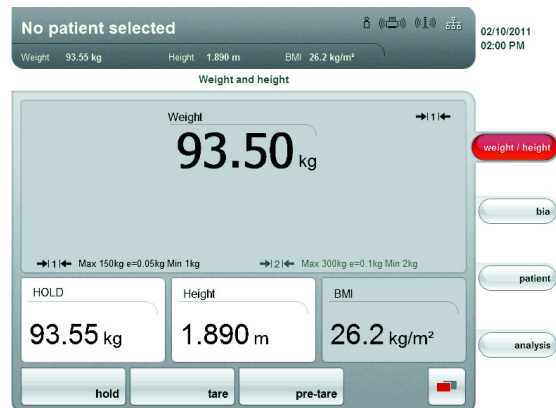 No patient selected
02/10/2011
02:00 PM
Weight 93.55 kg Height 1.890 m BMI 26.2 kg/m²
Weight and height
Weight
→|1|←
93.50 kg
weight / height
bia
→|1|← Max 150kg e=0.05kg Min 1kg →|2|← Max 300kg e=0.1kg Min 2kg
patient
HOLD Height BMI
93.55 kg 1.890 m 26.2 kg/m²
analysis
hold tare pre-tare